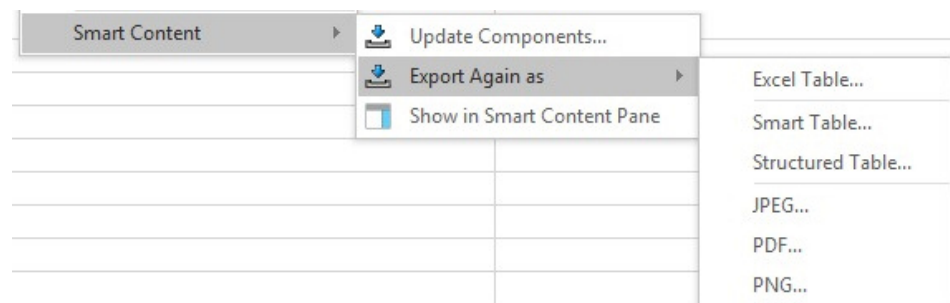 Smart Content
Update Components...
Export Again as
Show in Smart Content Pane
Excel Table...
Smart Table...
Structured Table...
JPEG...
PDF...
PNG...